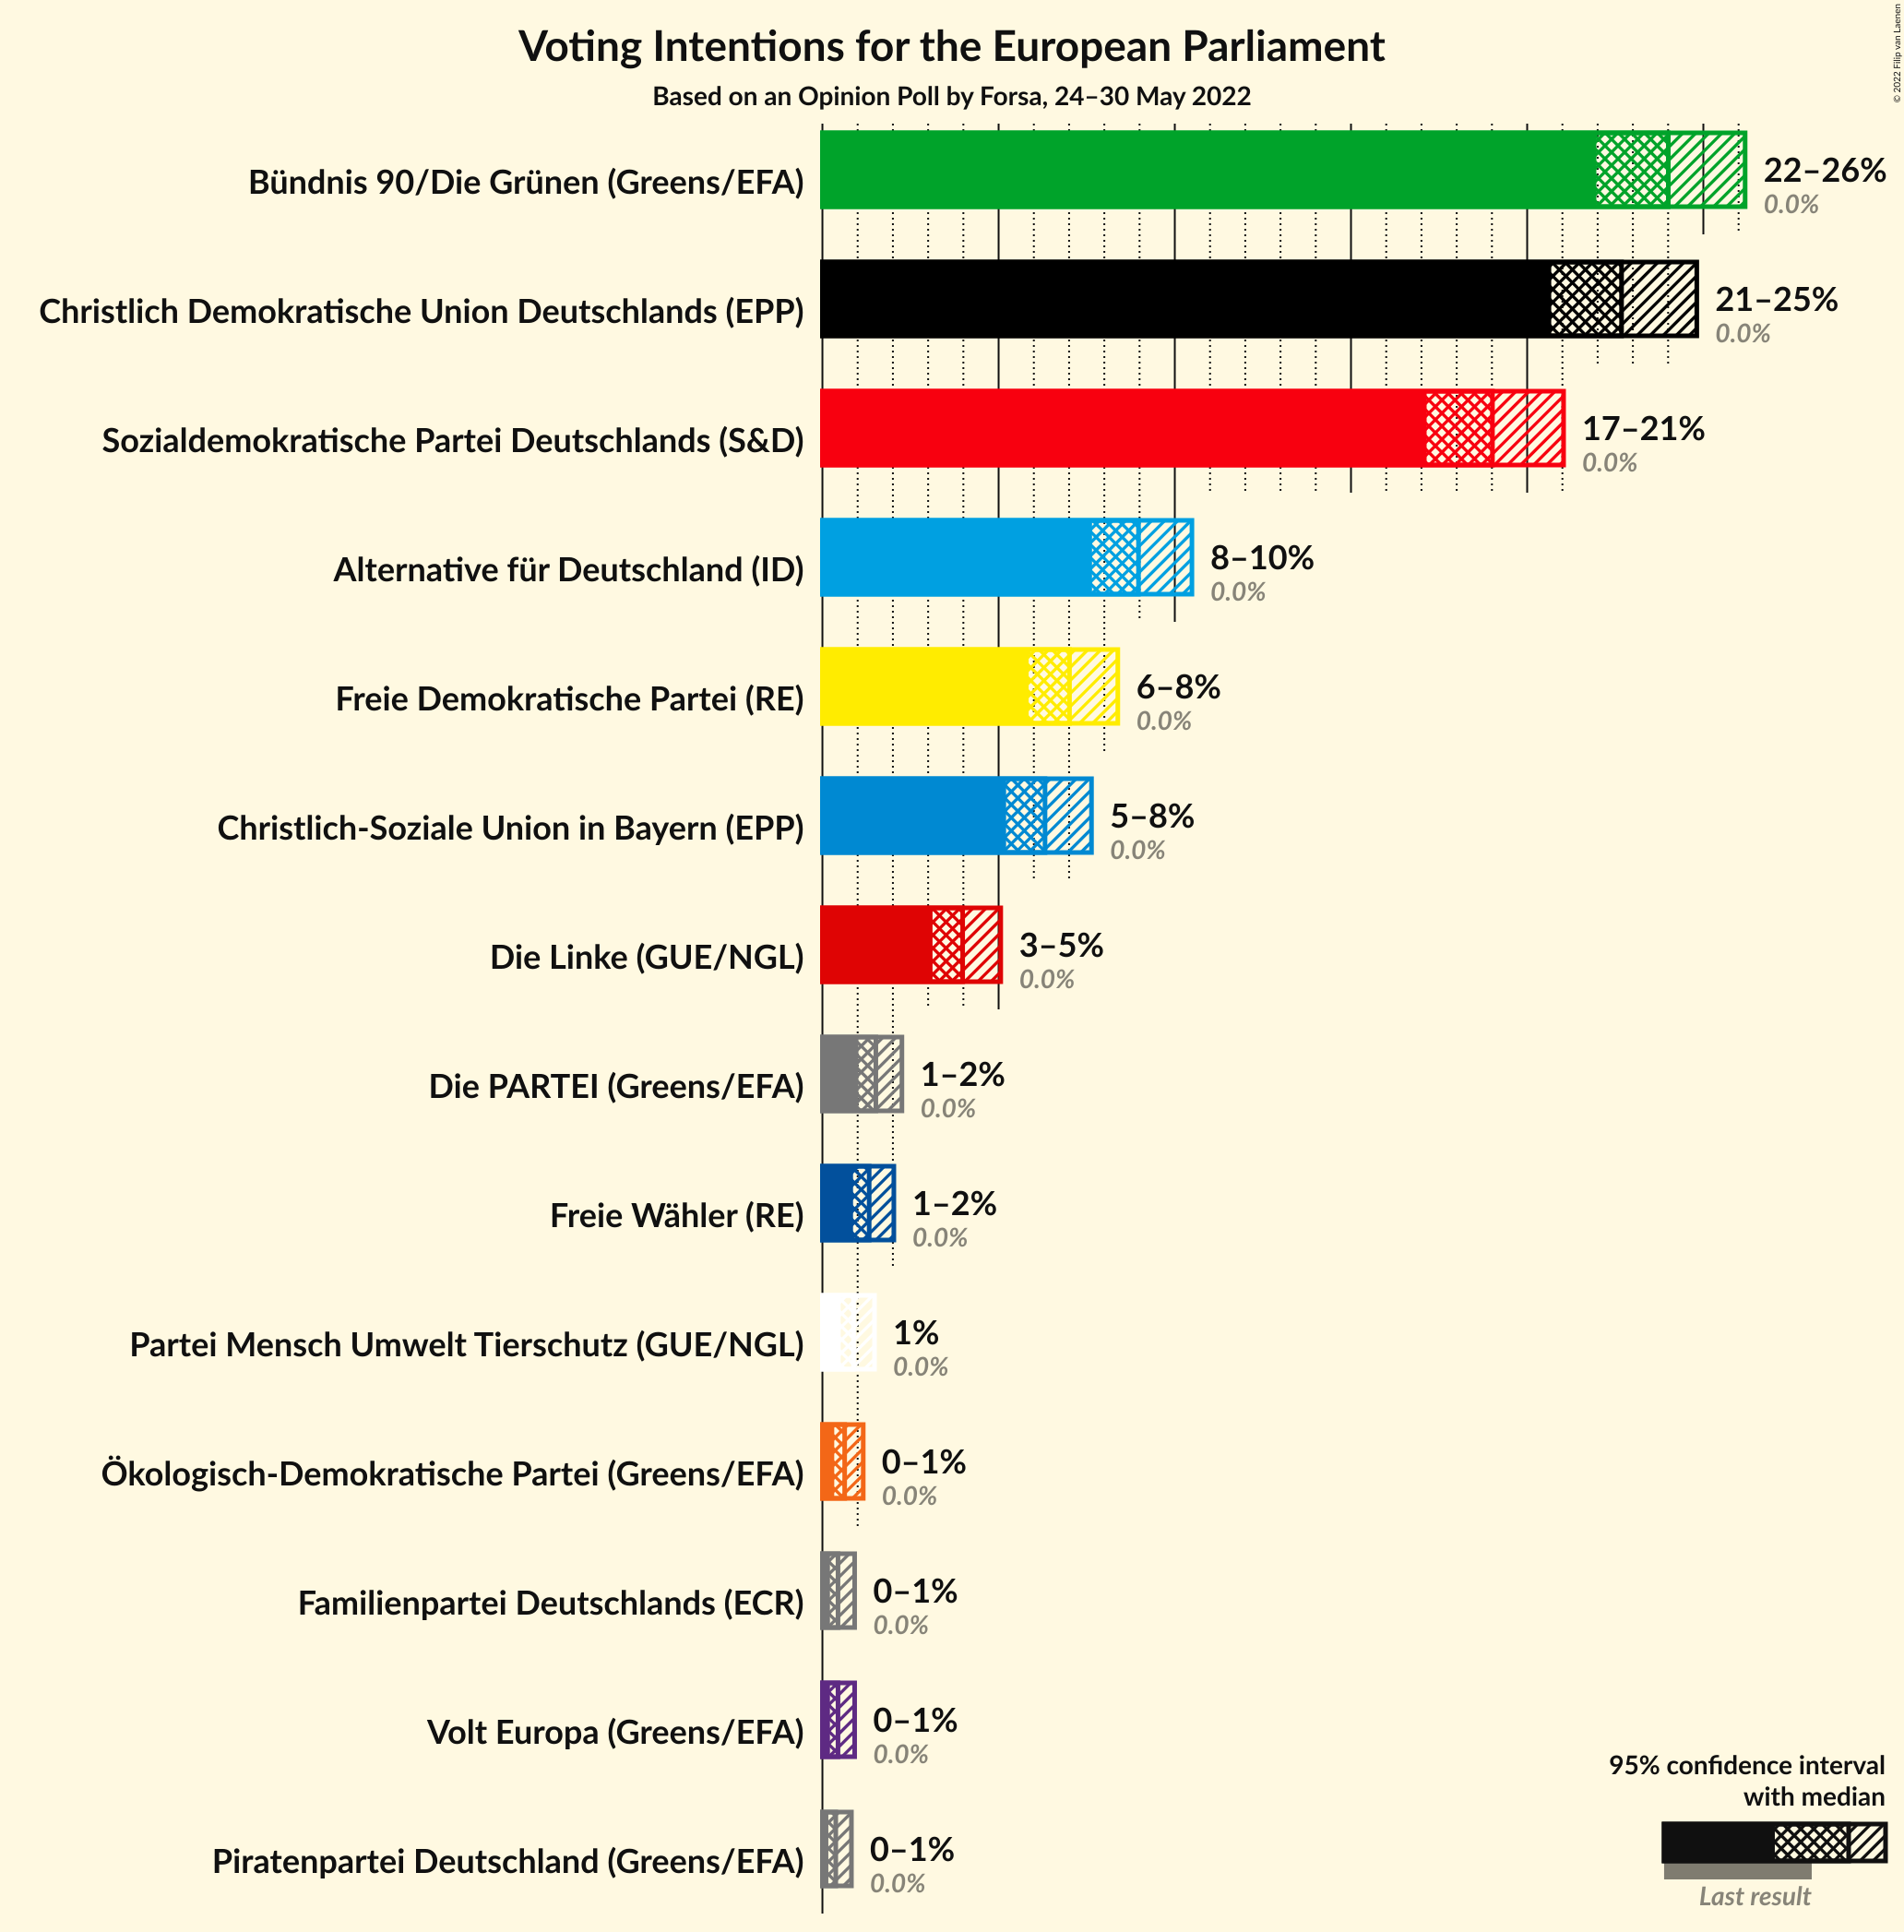 Voting Intentions for the European Parliament
Based on an Opinion Poll by Forsa, 24–30 May 2022
© 2022 Filip van Laenen
Bündnis 90/Die Grünen (Greens/EFA)
22–26%
0.0%
Christlich Demokratische Union Deutschlands (EPP)
21–25%
0.0%
Sozialdemokratische Partei Deutschlands (S&D)
17–21%
0.0%
Alternative für Deutschland (ID)
8–10%
0.0%
Freie Demokratische Partei (RE)
6–8%
0.0%
Christlich-Soziale Union in Bayern (EPP)
5–8%
0.0%
Die Linke (GUE/NGL)
3–5%
0.0%
Die PARTEI (Greens/EFA)
1–2%
0.0%
Freie Wähler (RE)
1–2%
0.0%
Partei Mensch Umwelt Tierschutz (GUE/NGL)
1%
0.0%
Ökologisch-Demokratische Partei (Greens/EFA)
0–1%
0.0%
Familienpartei Deutschlands (ECR)
0–1%
0.0%
Volt Europa (Greens/EFA)
0–1%
0.0%
Piratenpartei Deutschland (Greens/EFA)
0–1%
0.0%
95% confidence interval
with median
Last result